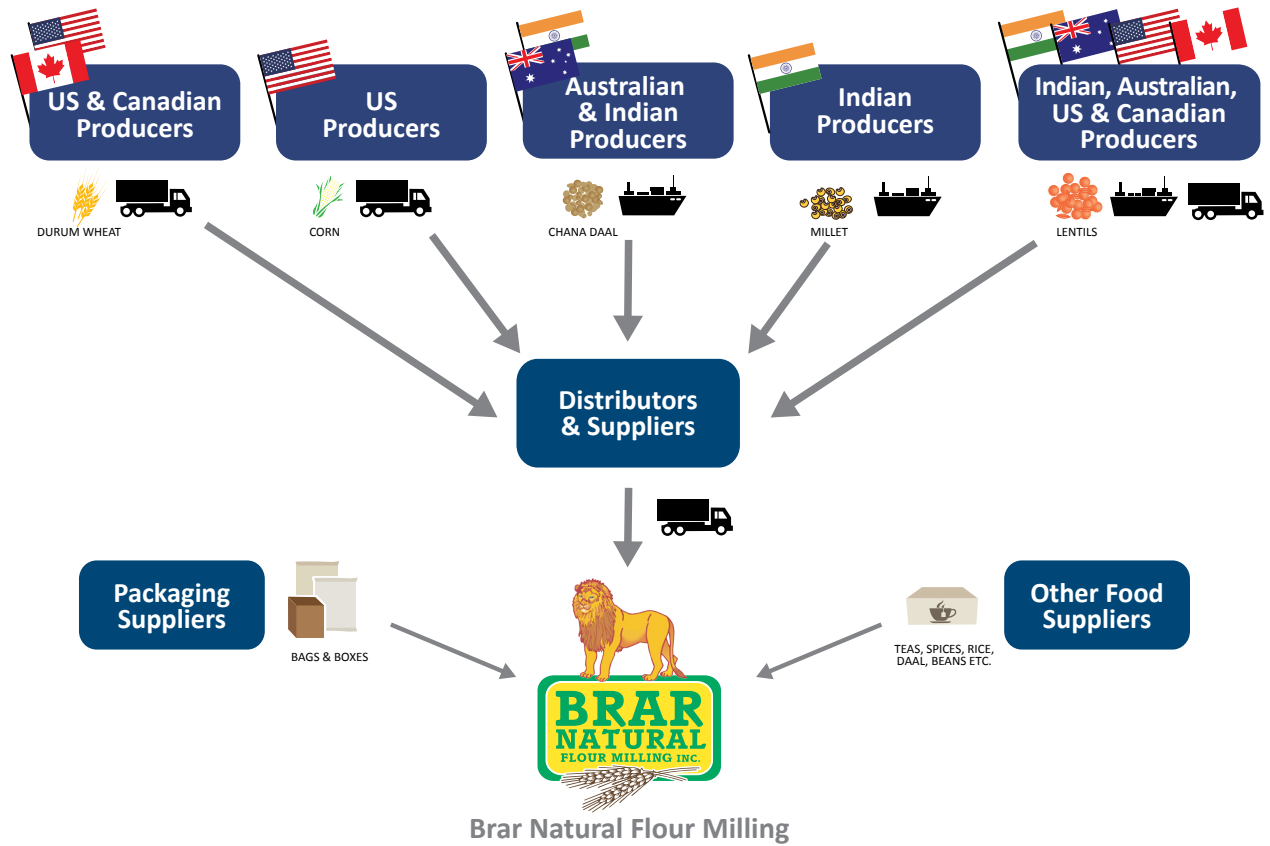 US & Canadian
Producers
US
Producers
Australian
& Indian
Producers
Indian
Producers
Indian, Australian,
US & Canadian
Producers
DURUM WHEAT
CORN
CHANA DAAL
MILLET
LENTILS
Distributors
& Suppliers
Packaging
Suppliers
BAGS & BOXES
Other Food
Suppliers
TEAS, SPICES, RICE,
DAAL, BEANS ETC.
BRAR
NATURAL
FLOUR MILLING INC.
Brar Natural Flour Milling